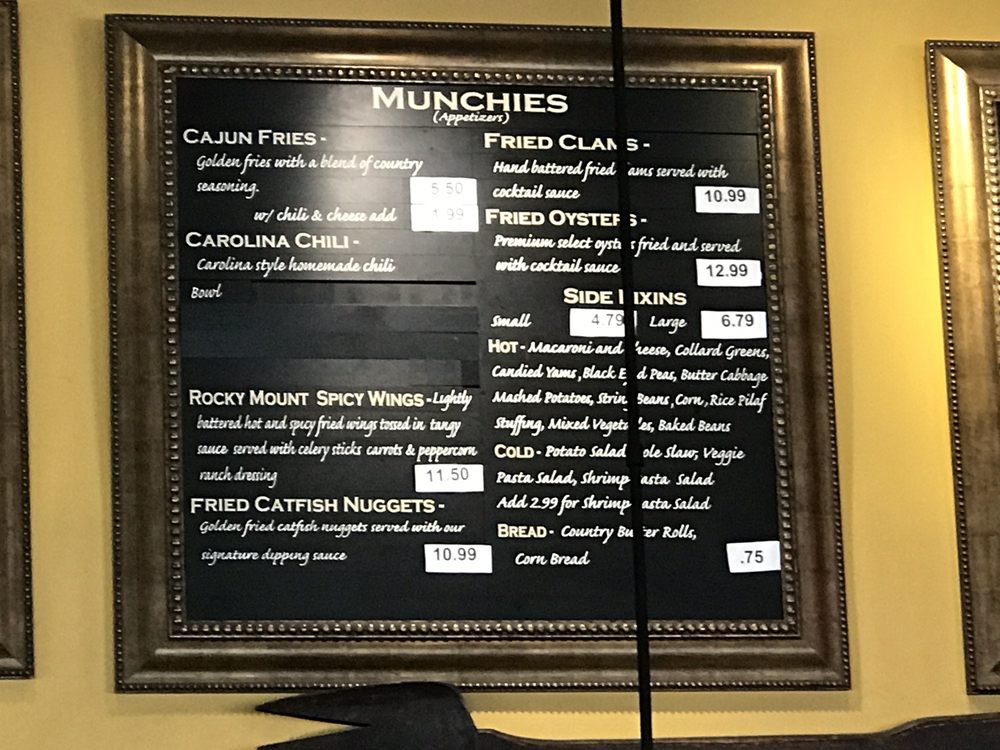 MUNCHIES
(Appetizers)
CAJUN FRIES -
Golden fries with a blend of country
seasoning.
5.50
w/ chili & cheese add
1.99
CAROLINA CHILI -
Carolina style homemade chili
Bowl
ROCKY MOUNT SPICY WINGS - Lightly
battered hot and spicy fried wings tossed in tangy
sauce served with celery sticks carrots & peppercorn
ranch dressing
11.50
FRIED CATFISH NUGGETS -
Golden fried catfish nuggets served with our
signature dipping sauce
10.99
FRIED CLAMS -
Hand battered fried clams served with
cocktail sauce
10.99
FRIED OYSTERS -
Premium select oysters fried and served
with cocktail sauce
12.99
SIDE FIXINS
Small 4.79 Large 6.79
HOT - Macaroni and Cheese, Collard Greens,
Candied Yams, Black Eyed Peas, Butter Cabbage
Mashed Potatoes, String Beans, Corn, Rice Pilaf
Stuffing, Mixed Vegetables, Baked Beans
COLD - Potato Salad, Cole Slaw, Veggie
Pasta Salad, Shrimp Pasta Salad
Add 2.99 for Shrimp Pasta Salad
BREAD - Country Butter Rolls,
Corn Bread
.75